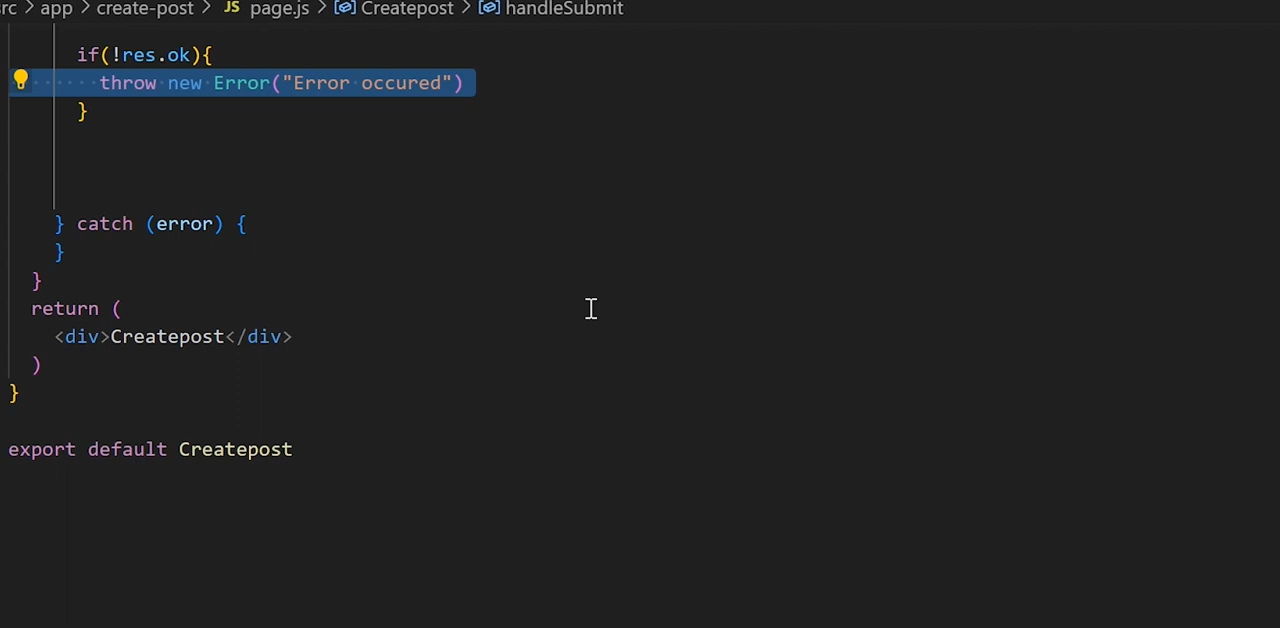 rc > app > create-post > JS page.js > Createpost > handleSubmit
if(!res.ok){
throw new Error("Error occured")
}
} catch (error) {
}
}
return (
<div>Createpost</div>
)
}
export default Createpost